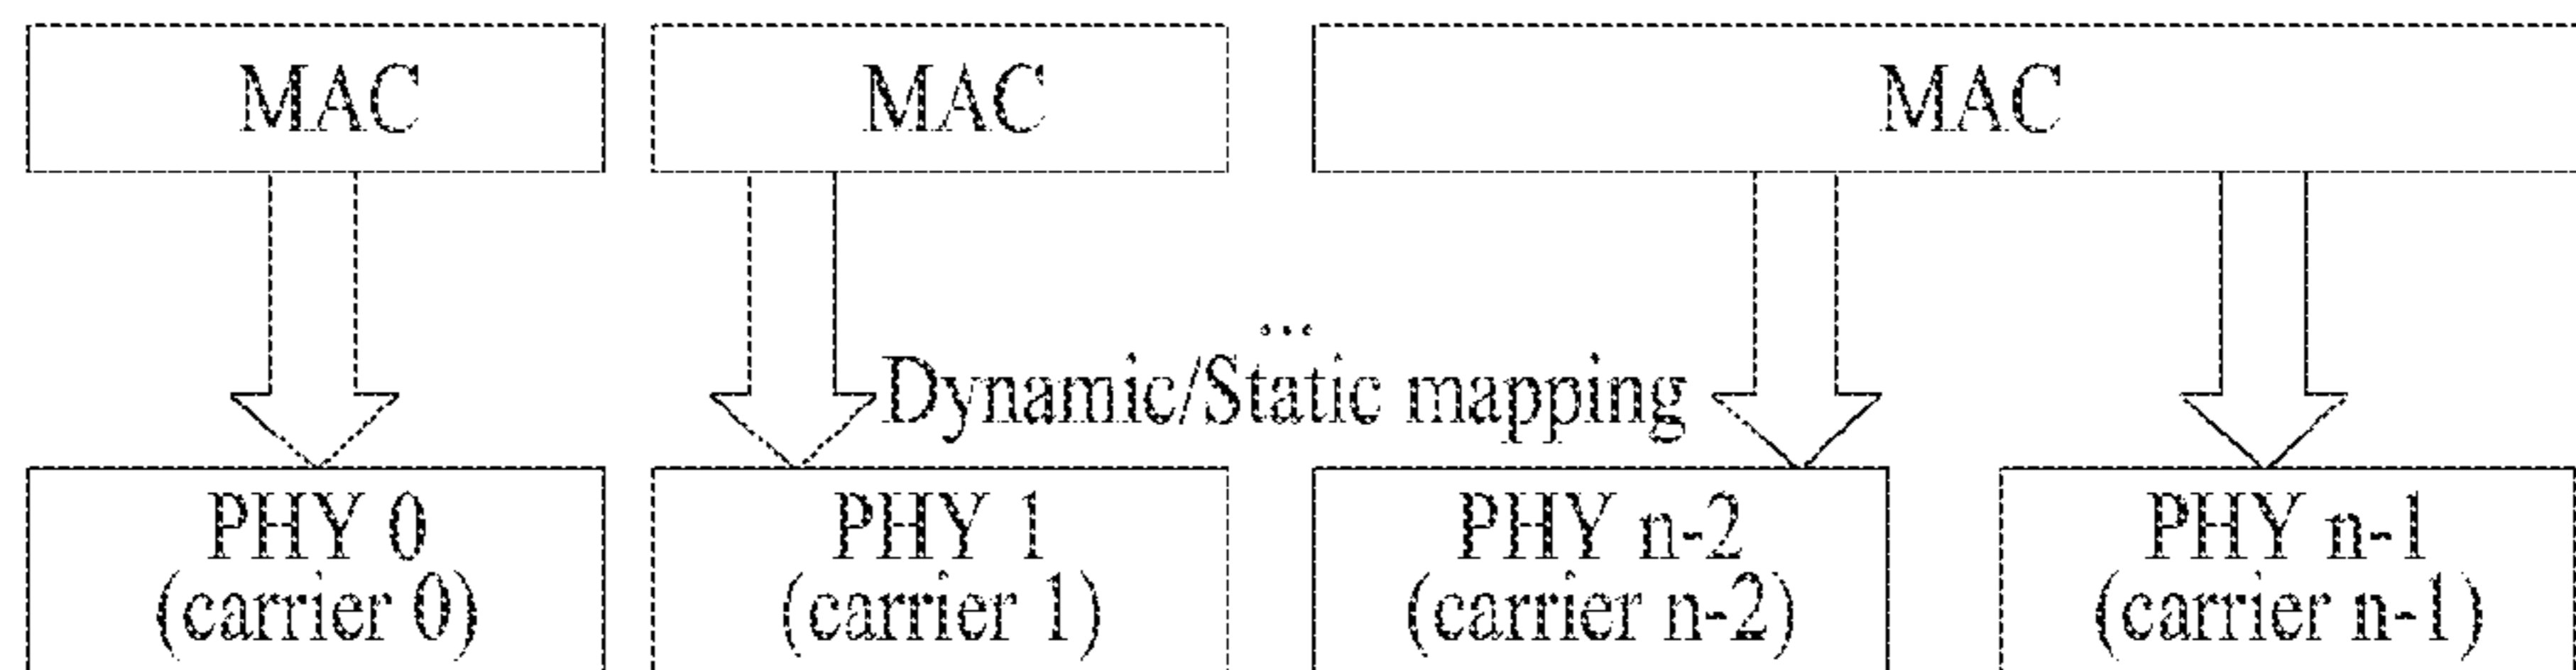 MAC
MAC
MAC
...
Dynamic/Static mapping
PHY 0
(carrier 0)
PHY 1
(carrier 1)
PHY n-2
(carrier n-2)
PHY n-1
(carrier n-1)